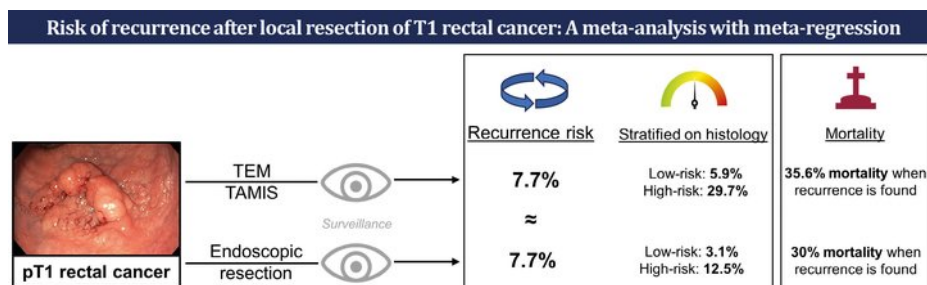 Risk of recurrence after local resection of T1 rectal cancer: A meta-analysis with meta-regression
Recurrence risk
Stratified on histology
Mortality
TEM
TAMIS
Surveillance
7.7%
Low-risk: 5.9%
High-risk: 29.7%
35.6% mortality when
recurrence is found
≈
pT1 rectal cancer
Endoscopic
resection
7.7%
Low-risk: 3.1%
High-risk: 12.5%
30% mortality when
recurrence is found